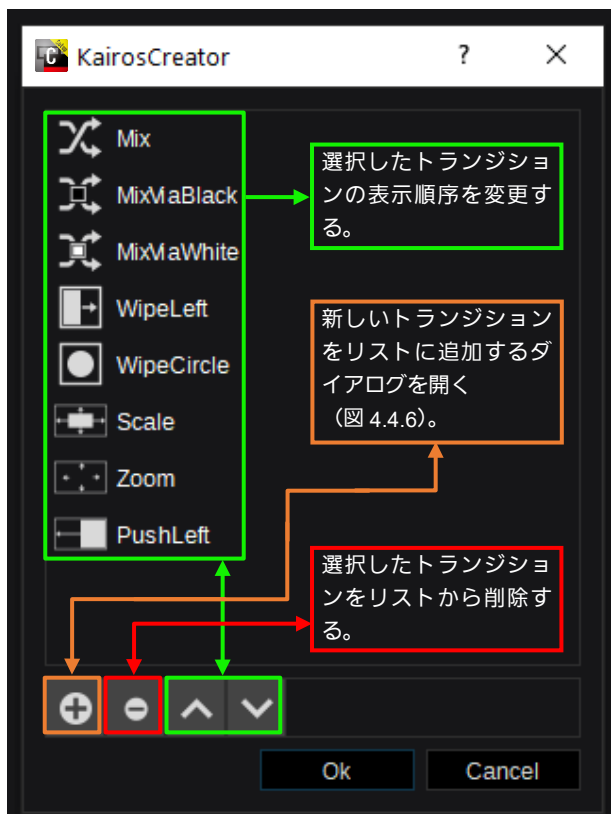 KairosCreator
?
Mix
MixViaBlack
MixViaWhite
WipeLeft
WipeCircle
Scale
Zoom
PushLeft
選択したトランジショ
ンの表示順序を変更す
る。
新しいトランジション
をリストに追加するダ
イアログを開く
（図 4.4.6）。
選択したトランジショ
ンをリストから削除す
る。
Ok
Cancel